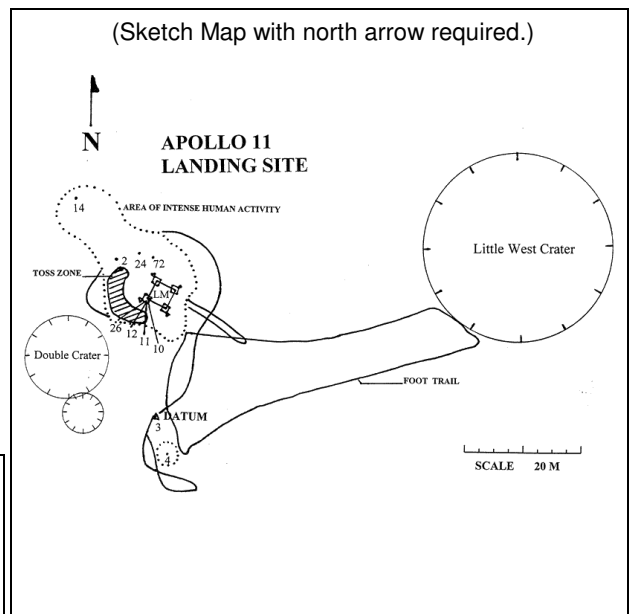 (Sketch Map with north arrow required.)
N
APOLLO 11
LANDING SITE
14
AREA OF INTENSE HUMAN ACTIVITY
Little West Crater
2 24 72
TOSS ZONE
LM
26 12 11 10
Double Crater
FOOT TRAIL
DATUM
3
4
SCALE 20 M